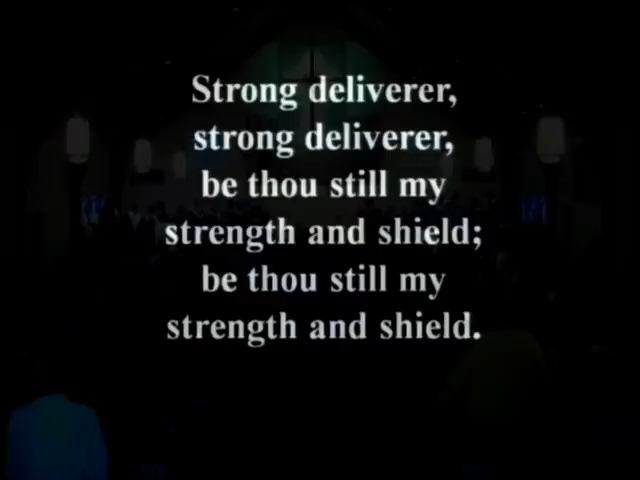 Strong deliverer,
strong deliverer,
be thou still my
strength and shield;
be thou still my
strength and shield.